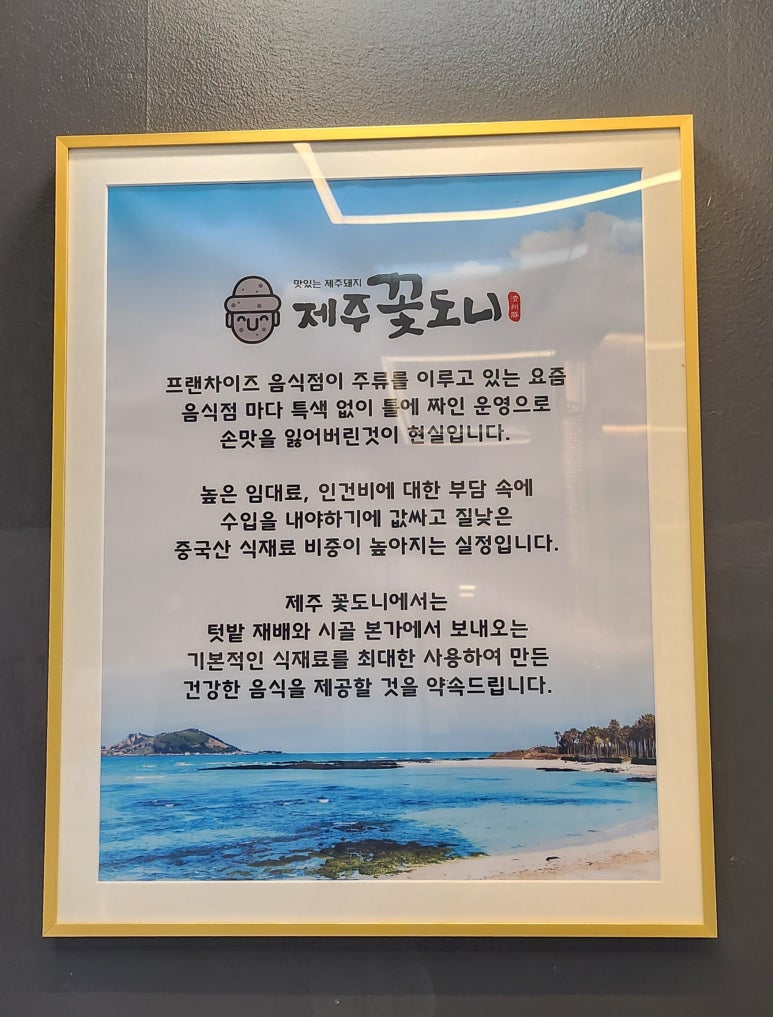 맛있는 제주돼지
제주꽃도니
프랜차이즈 음식점이 주류를 이루고 있는 요즘
음식점 마다 특색 없이 틀에 짜인 운영으로
손맛을 잃어버린것이 현실입니다.
높은 임대료, 인건비에 대한 부담 속에
수입을 내야하기에 값싸고 질낮은
중국산 식재료 비중이 높아지는 실정입니다.
제주 꽃도니에서는
텃밭 재배와 시골 본가에서 보내오는
기본적인 식재료를 최대한 사용하여 만든
건강한 음식을 제공할 것을 약속드립니다.